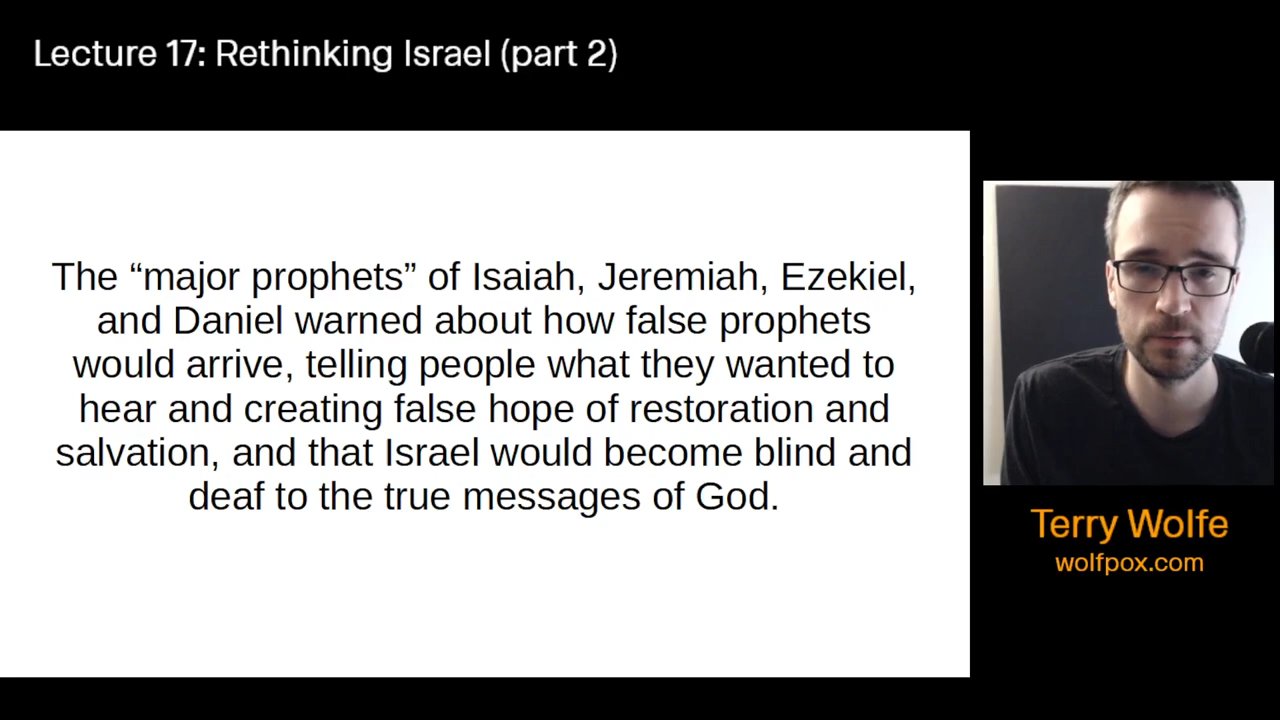 Lecture 17: Rethinking Israel (part 2)
The “major prophets” of Isaiah, Jeremiah, Ezekiel,
and Daniel warned about how false prophets
would arrive, telling people what they wanted to
hear and creating false hope of restoration and
salvation, and that Israel would become blind and
deaf to the true messages of God.
Terry Wolfe
wolfpox.com